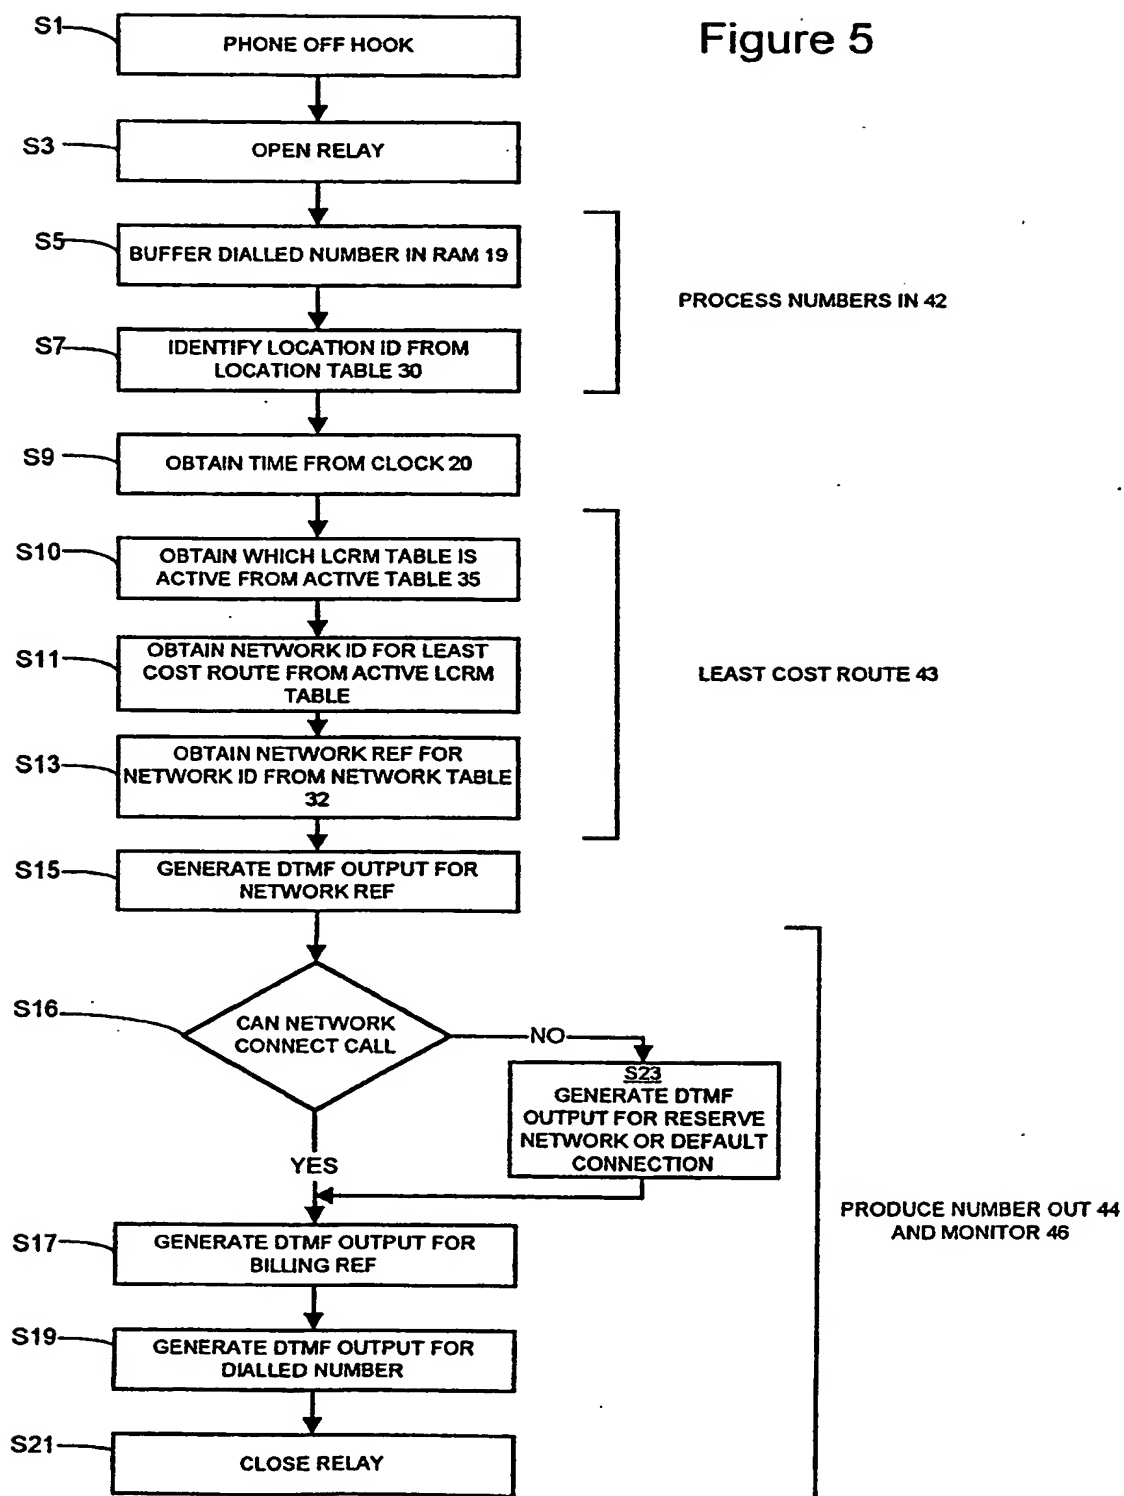 Figure 5
S1
PHONE OFF HOOK
S3
OPEN RELAY
S5
BUFFER DIALLED NUMBER IN RAM 19
PROCESS NUMBERS IN 42
S7
IDENTIFY LOCATION ID FROM
LOCATION TABLE 30
S9
OBTAIN TIME FROM CLOCK 20
S10
OBTAIN WHICH LCRM TABLE IS
ACTIVE FROM ACTIVE TABLE 35
S11
OBTAIN NETWORK ID FOR LEAST
COST ROUTE FROM ACTIVE LCRM
TABLE
LEAST COST ROUTE 43
S13
OBTAIN NETWORK REF FOR
NETWORK ID FROM NETWORK TABLE
32
S15
GENERATE DTMF OUTPUT FOR
NETWORK REF
S16
CAN NETWORK
CONNECT CALL
NO
S23
GENERATE DTMF
OUTPUT FOR RESERVE
NETWORK OR DEFAULT
CONNECTION
YES
PRODUCE NUMBER OUT 44
AND MONITOR 46
S17
GENERATE DTMF OUTPUT FOR
BILLING REF
S19
GENERATE DTMF OUTPUT FOR
DIALLED NUMBER
S21
CLOSE RELAY